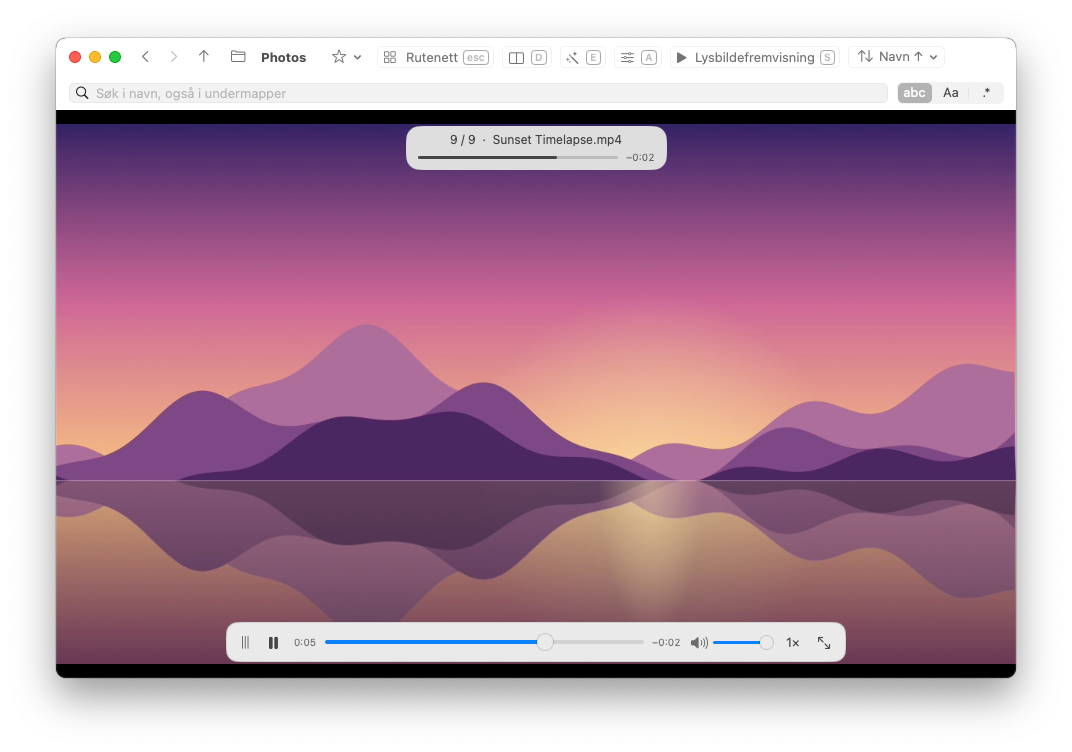 Photos
Rutenett esc
D
E
A
Lysbildefremvisning S
Navn
Søk i navn, også i undermapper
abc
Aa
.*
9 / 9 · Sunset Timelapse.mp4
−0:02
0:05
−0:02
1×